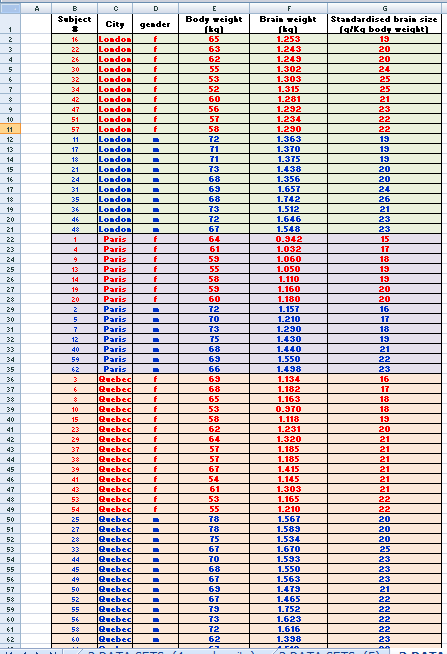 A B C D E F G
1 Subject # City gender Body weight (kg) Brain weight (kg) Standardised brain size (g/Kg body weight)
2 16 London f 65 1.253 19
3 22 London f 63 1.243 20
4 26 London f 62 1.249 20
5 30 London f 55 1.302 24
6 32 London f 53 1.303 25
7 34 London f 52 1.315 25
8 42 London f 60 1.281 21
9 47 London f 56 1.292 23
10 51 London f 57 1.234 22
11 57 London f 58 1.290 22
12 11 London m 72 1.363 19
13 17 London m 71 1.370 19
14 18 London m 71 1.375 19
15 21 London m 73 1.438 20
16 24 London m 68 1.356 20
17 31 London m 69 1.657 24
18 35 London m 68 1.742 26
19 36 London m 73 1.512 21
20 46 London m 72 1.646 23
21 48 London m 67 1.548 23
22 1 Paris f 64 0.942 15
23 4 Paris f 61 1.032 17
24 9 Paris f 59 1.060 18
25 13 Paris f 55 1.050 19
26 14 Paris f 58 1.110 19
27 19 Paris f 59 1.160 20
28 20 Paris f 60 1.180 20
29 2 Paris m 72 1.157 16
30 5 Paris m 70 1.210 17
31 7 Paris m 73 1.290 18
32 12 Paris m 75 1.430 19
33 40 Paris m 68 1.440 21
34 59 Paris m 69 1.550 22
35 62 Paris m 66 1.498 23
36 3 Quebec f 69 1.134 16
37 6 Quebec f 68 1.182 17
38 8 Quebec f 65 1.163 18
39 10 Quebec f 53 0.970 18
40 15 Quebec f 58 1.118 19
41 23 Quebec f 62 1.231 20
42 29 Quebec f 64 1.320 21
43 37 Quebec f 57 1.185 21
44 38 Quebec f 57 1.185 21
45 39 Quebec f 67 1.415 21
46 41 Quebec f 54 1.145 21
47 43 Quebec f 61 1.303 21
48 53 Quebec f 53 1.165 22
49 54 Quebec f 55 1.210 22
50 25 Quebec m 78 1.567 20
51 27 Quebec m 78 1.589 20
52 28 Quebec m 75 1.534 20
53 33 Quebec m 67 1.670 25
54 44 Quebec m 70 1.593 23
55 45 Quebec m 68 1.550 23
56 49 Quebec m 67 1.563 23
57 50 Quebec m 69 1.479 21
58 52 Quebec m 67 1.465 22
59 55 Quebec m 79 1.752 22
60 56 Quebec m 73 1.623 22
61 58 Quebec m 72 1.616 22
62 60 Quebec m 62 1.398 23